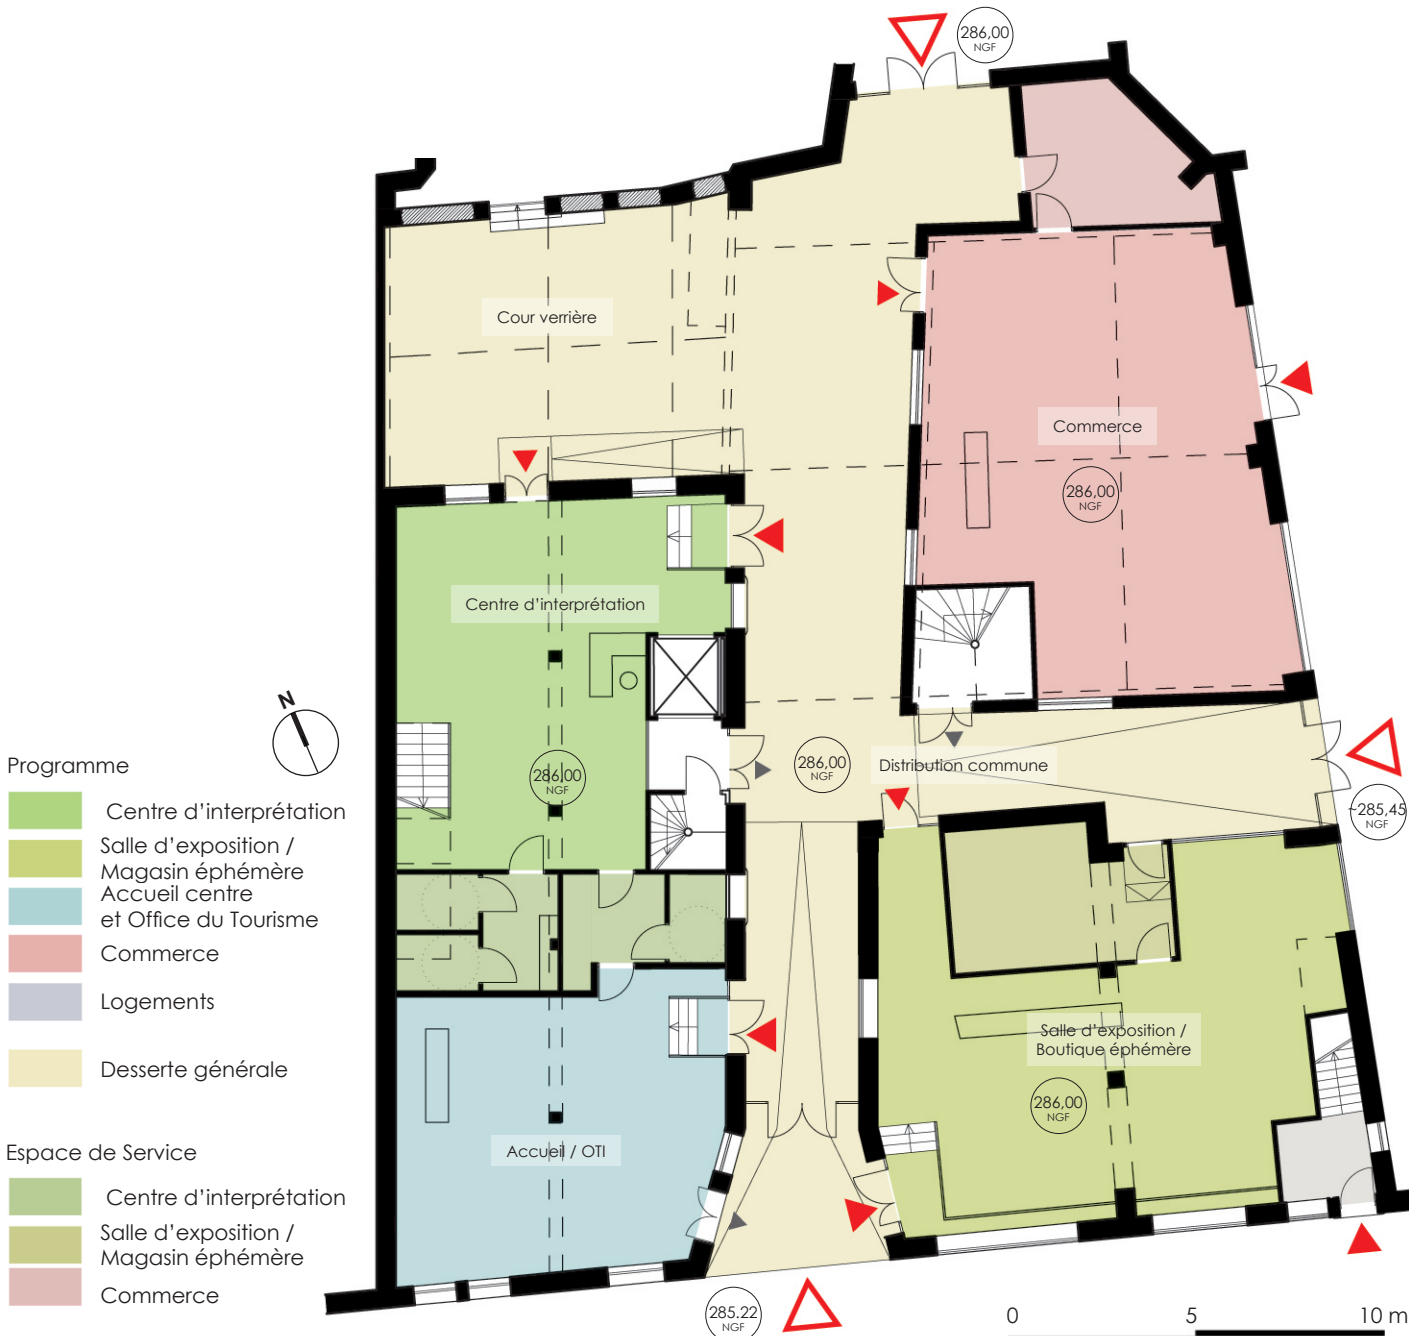 286,00
NGF
Cour verrière
Commerce
286,00
NGF
Centre d'interprétation
N
286,00
NGF
286,00
NGF
Distribution commune
~285,45
NGF
Programme
Centre d'interprétation
Salle d'exposition /
Magasin éphémère
Accueil centre
et Office du Tourisme
Commerce
Logements
Desserte générale
Salle d'exposition /
Boutique éphémère
286,00
NGF
Accueil / OTI
Espace de Service
Centre d'interprétation
Salle d'exposition /
Magasin éphémère
Commerce
285.22
NGF
0 5 10 m